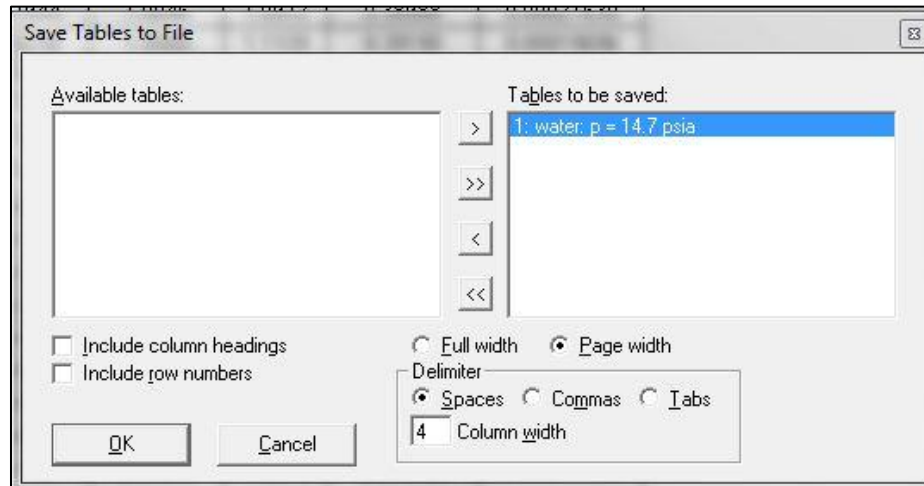 Save Tables to File
Available tables:
Tables to be saved:
1: water: p = 14.7 psia
>
>>
<
<<
Include column headings
Include row numbers
Full width Page width
Delimiter
Spaces Commas Tabs
4 Column width
OK Cancel